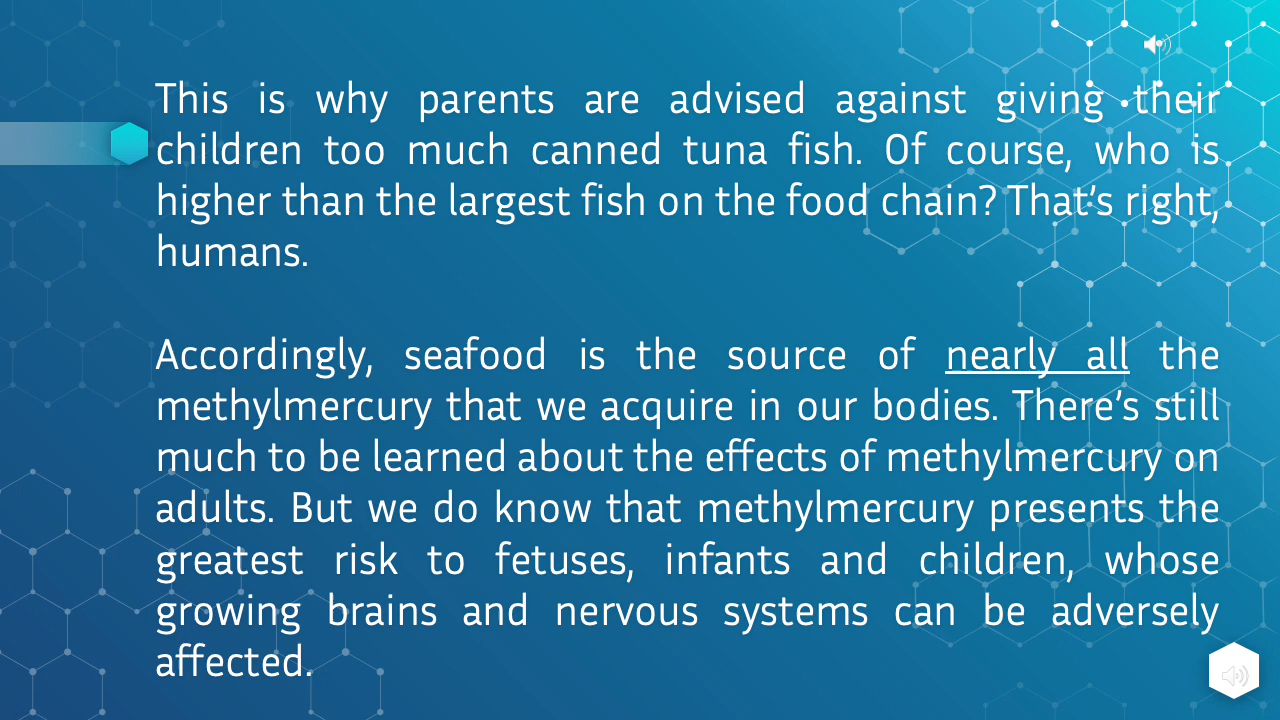 This is why parents are advised against giving their
children too much canned tuna fish. Of course, who is
higher than the largest fish on the food chain? That’s right,
humans.
Accordingly, seafood is the source of nearly all the
methylmercury that we acquire in our bodies. There’s still
much to be learned about the effects of methylmercury on
adults. But we do know that methylmercury presents the
greatest risk to fetuses, infants and children, whose
growing brains and nervous systems can be adversely
affected.